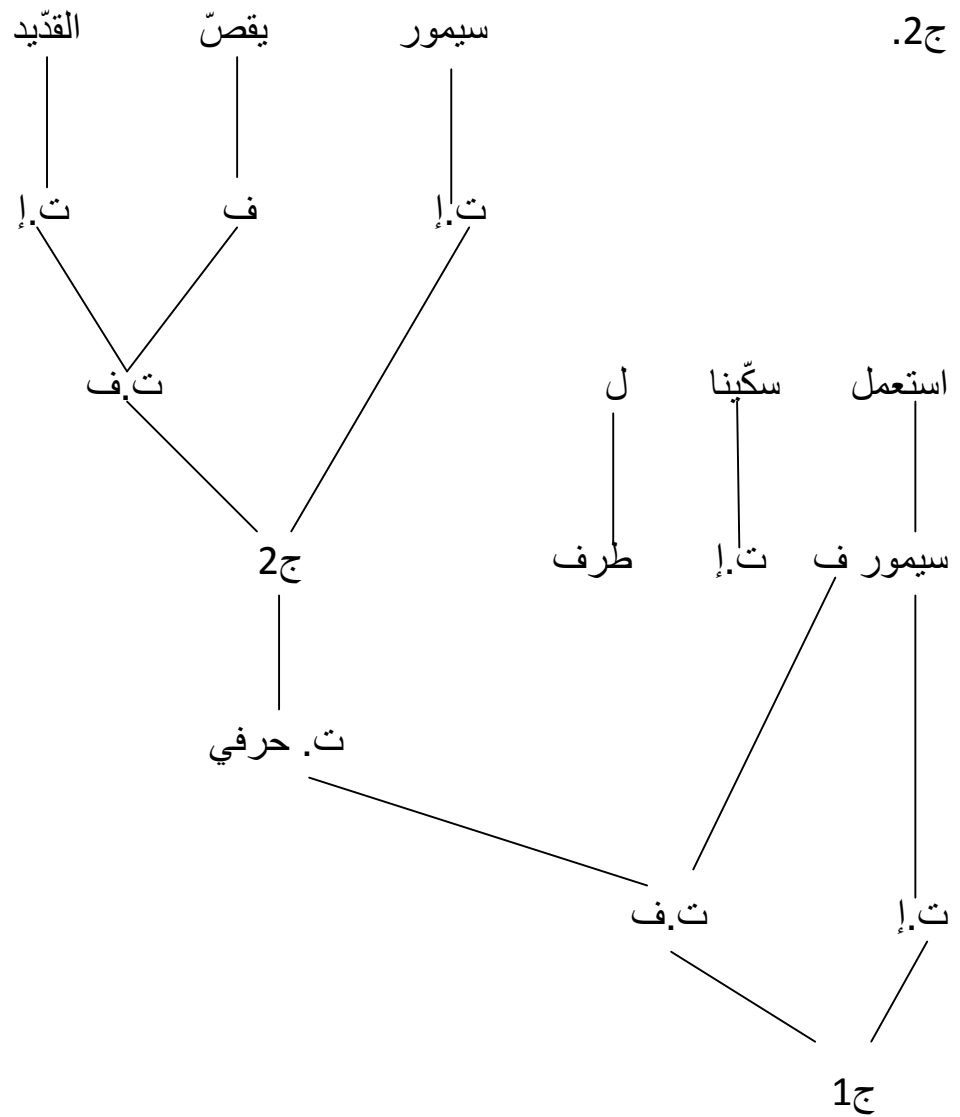 ج2.
سيمور يقصّ القدّيد
ت.إ ف ت.إ
ت.ف
استعمل سكّينا ل
ج2
سيمور ف ت.إ طرف
ت. حرفي
ت.إ ت.ف
ج1